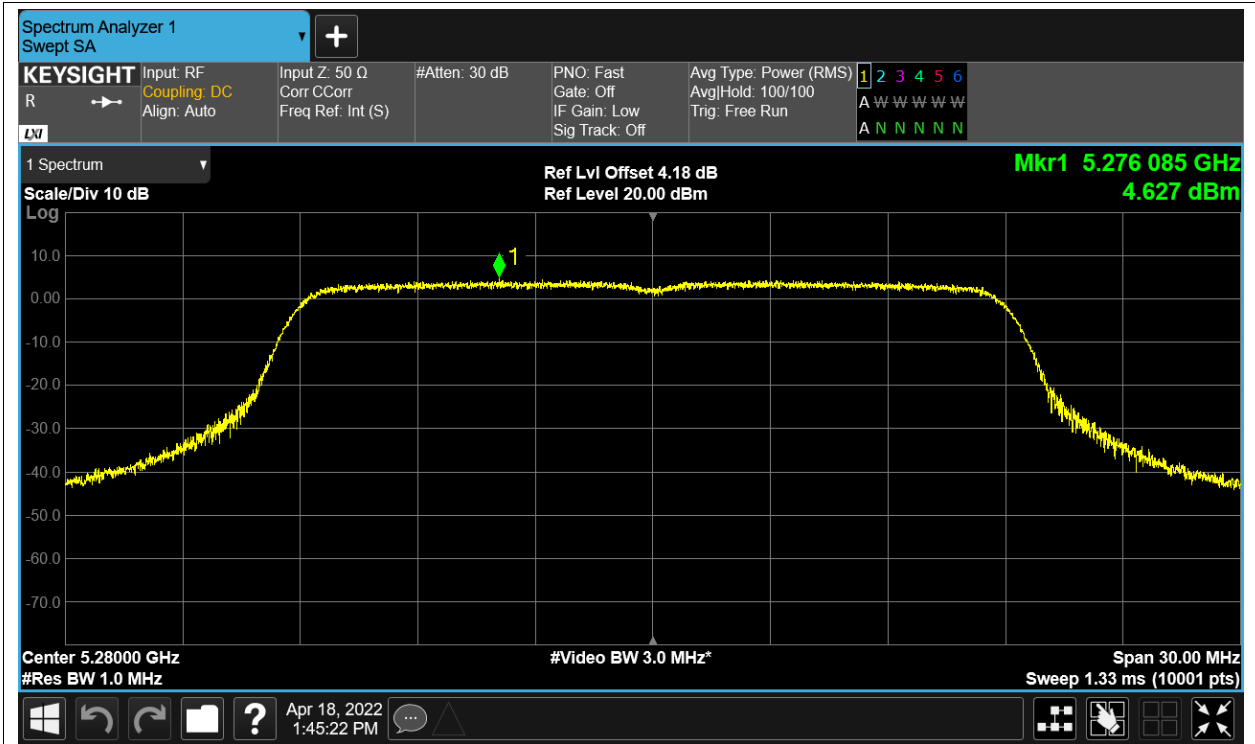 Spectrum Analyzer 1
Swept SA
+
KEYSIGHT
R
LXI
Input: RF
Coupling: DC
Align: Auto
Input Z: 50 Ω
Corr CCorr
Freq Ref: Int (S)
#Atten: 30 dB
PNO: Fast
Gate: Off
IF Gain: Low
Sig Track: Off
Avg Type: Power (RMS)
Avg|Hold: 100/100
Trig: Free Run
1 2 3 4 5 6
A W W W W W
A N N N N N
1 Spectrum
Scale/Div 10 dB
Log
Ref Lvl Offset 4.18 dB
Ref Level 20.00 dBm
Mkr1 5.276 085 GHz
4.627 dBm
1
10.0
0.00
-10.0
-20.0
-30.0
-40.0
-50.0
-60.0
-70.0
Center 5.28000 GHz
#Res BW 1.0 MHz
#Video BW 3.0 MHz*
Span 30.00 MHz
Sweep 1.33 ms (10001 pts)
?
Apr 18, 2022
1:45:22 PM